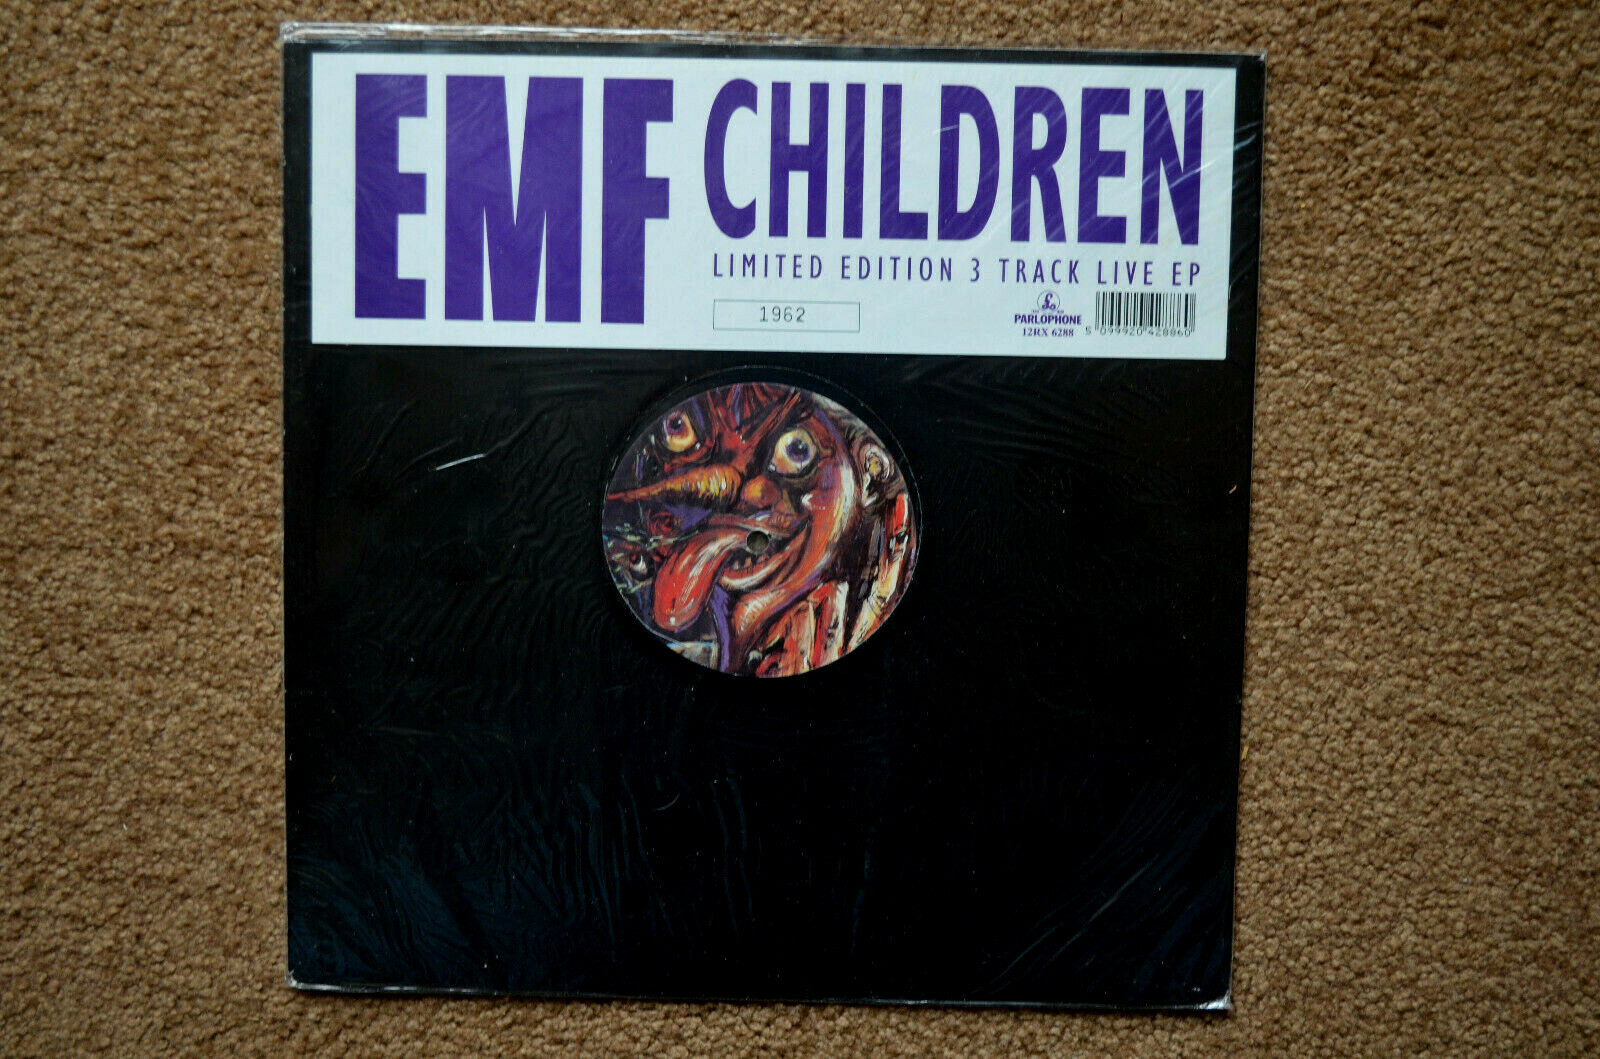 EMF
CHILDREN
LIMITED EDITION 3 TRACK LIVE EP
1962
PARLOPHONE
12RX 6288
5 099920 428860